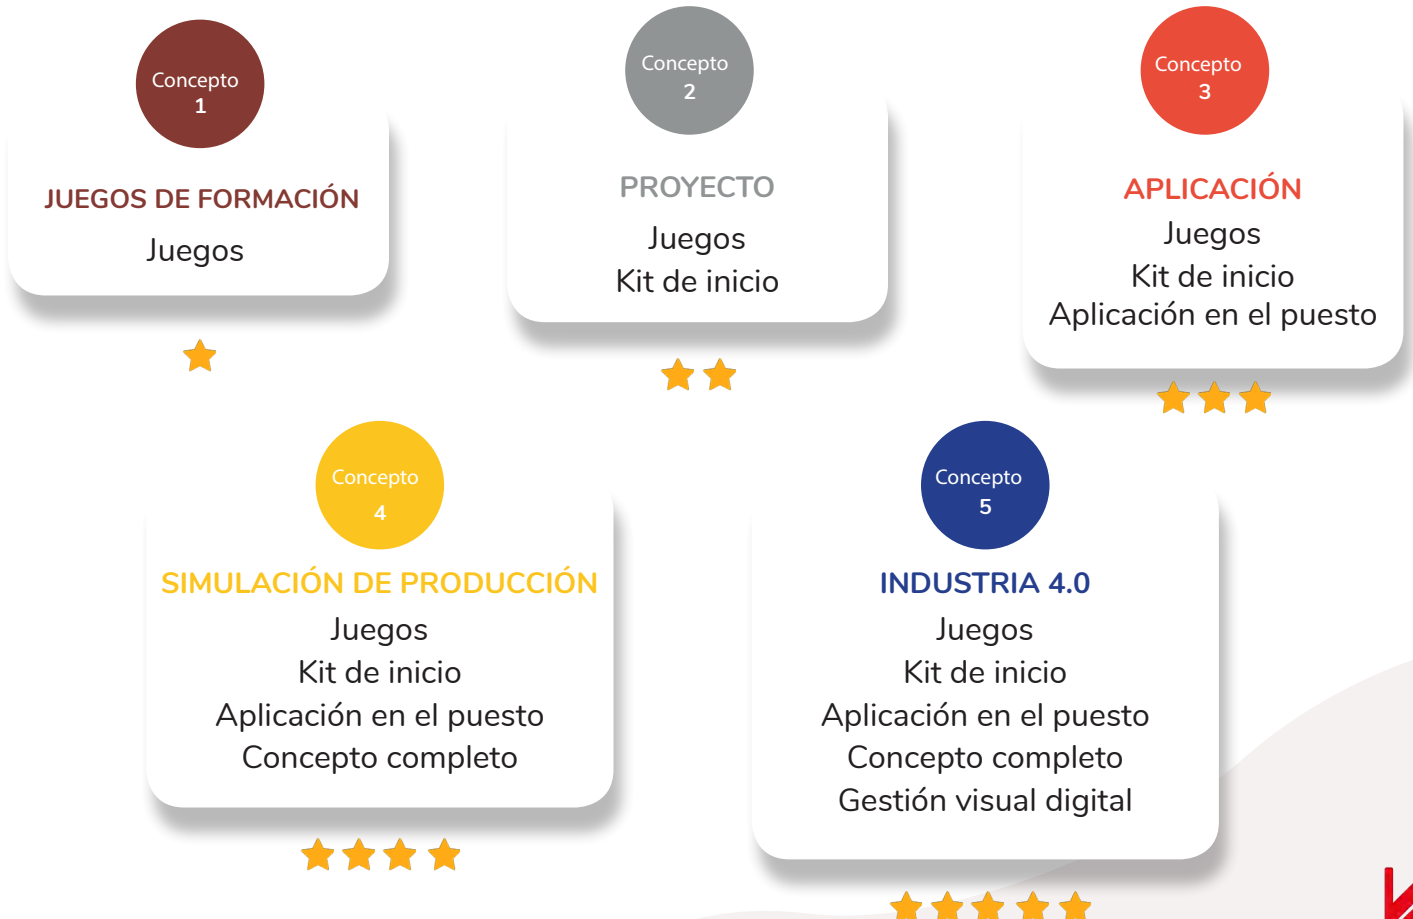 Concepto
1
JUEGOS DE FORMACIÓN
Juegos
Concepto
2
PROYECTO
Juegos
Kit de inicio
Concepto
3
APLICACIÓN
Juegos
Kit de inicio
Aplicación en el puesto
Concepto
4
SIMULACIÓN DE PRODUCCIÓN
Juegos
Kit de inicio
Aplicación en el puesto
Concepto completo
Concepto
5
INDUSTRIA 4.0
Juegos
Kit de inicio
Aplicación en el puesto
Concepto completo
Gestión visual digital